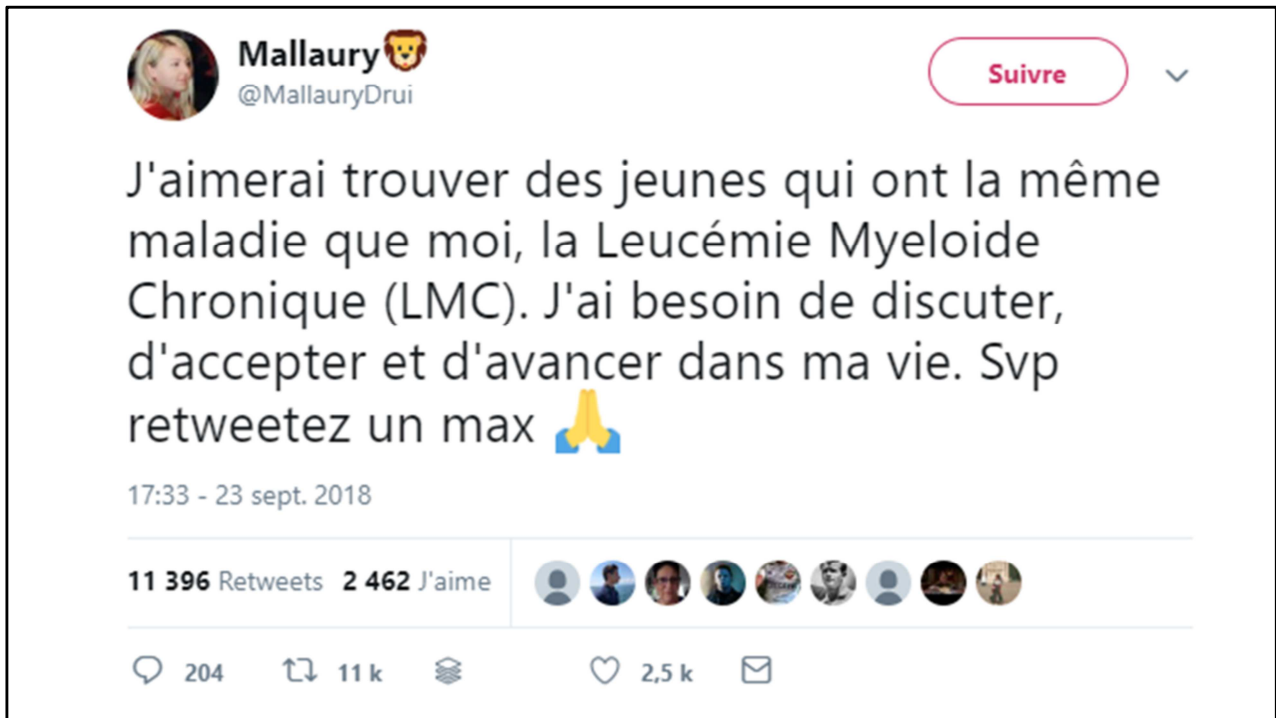 Mallaury🦁
@MallauryDrui
Suivre
J'aimerai trouver des jeunes qui ont la même
maladie que moi, la Leucémie Myeloide
Chronique (LMC). J'ai besoin de discuter,
d'accepter et d'avancer dans ma vie. Svp
retweetez un max 🙏
17:33 - 23 sept. 2018
11 396 Retweets 2 462 J'aime
204 11 k 2,5 k